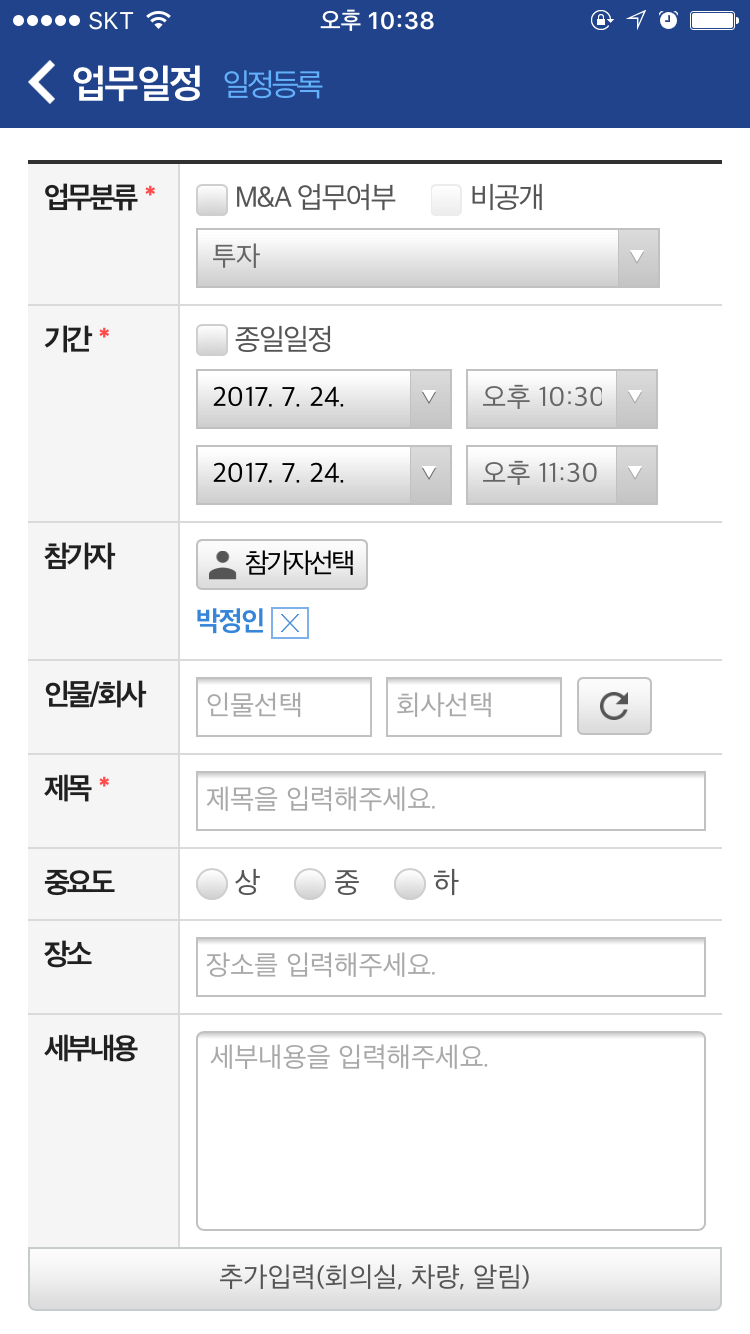 SKT 오후 10:38
업무일정 일정등록
업무분류 * M&A 업무여부 비공개
투자
기간 * 종일일정
2017. 7. 24. 오후 10:30
2017. 7. 24. 오후 11:30
참가자 참가자선택
박정인
인물/회사 인물선택 회사선택
제목 * 제목을 입력해주세요.
중요도 상 중 하
장소 장소를 입력해주세요.
세부내용 세부내용을 입력해주세요.
추가입력(회의실, 차량, 알림)